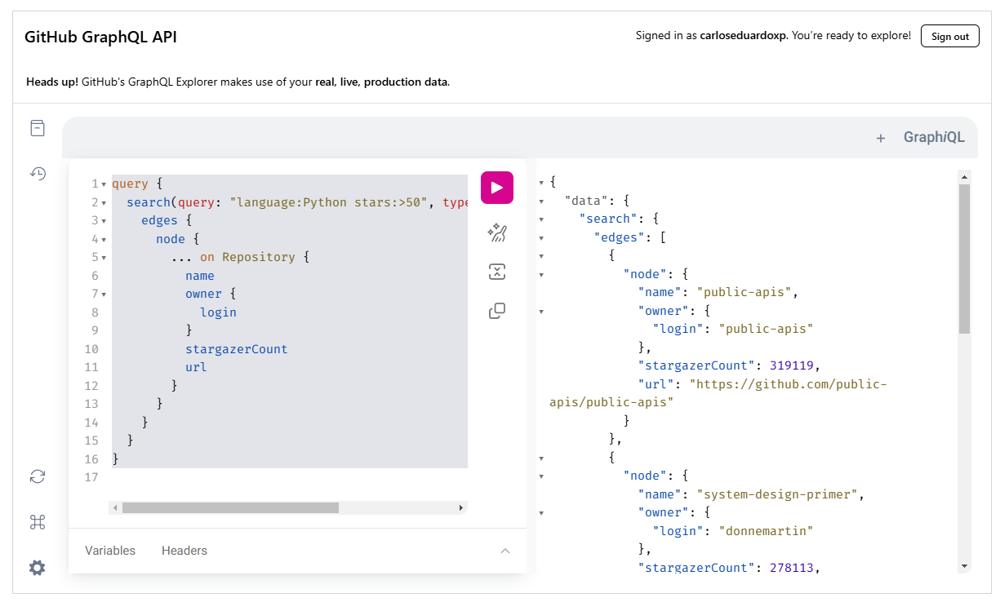 GitHub GraphQL API
Signed in as carloseduardoxp. You're ready to explore!
Sign out
Heads up! GitHub's GraphQL Explorer makes use of your real, live, production data.
+ GraphiQL
1 query {
2 search(query: "language:Python stars:>50", type
3 edges {
4 node {
5 ... on Repository {
6 name
7 owner {
8 login
9 }
10 stargazerCount
11 url
12 }
13 }
14 }
15 }
16 }
17
Variables Headers
{
"data": {
"search": {
"edges": [
{
"node": {
"name": "public-apis",
"owner": {
"login": "public-apis"
},
"stargazerCount": 319119,
"url": "https://github.com/public-
apis/public-apis"
}
},
{
"node": {
"name": "system-design-primer",
"owner": {
"login": "donnemartin"
},
"stargazerCount": 278113,